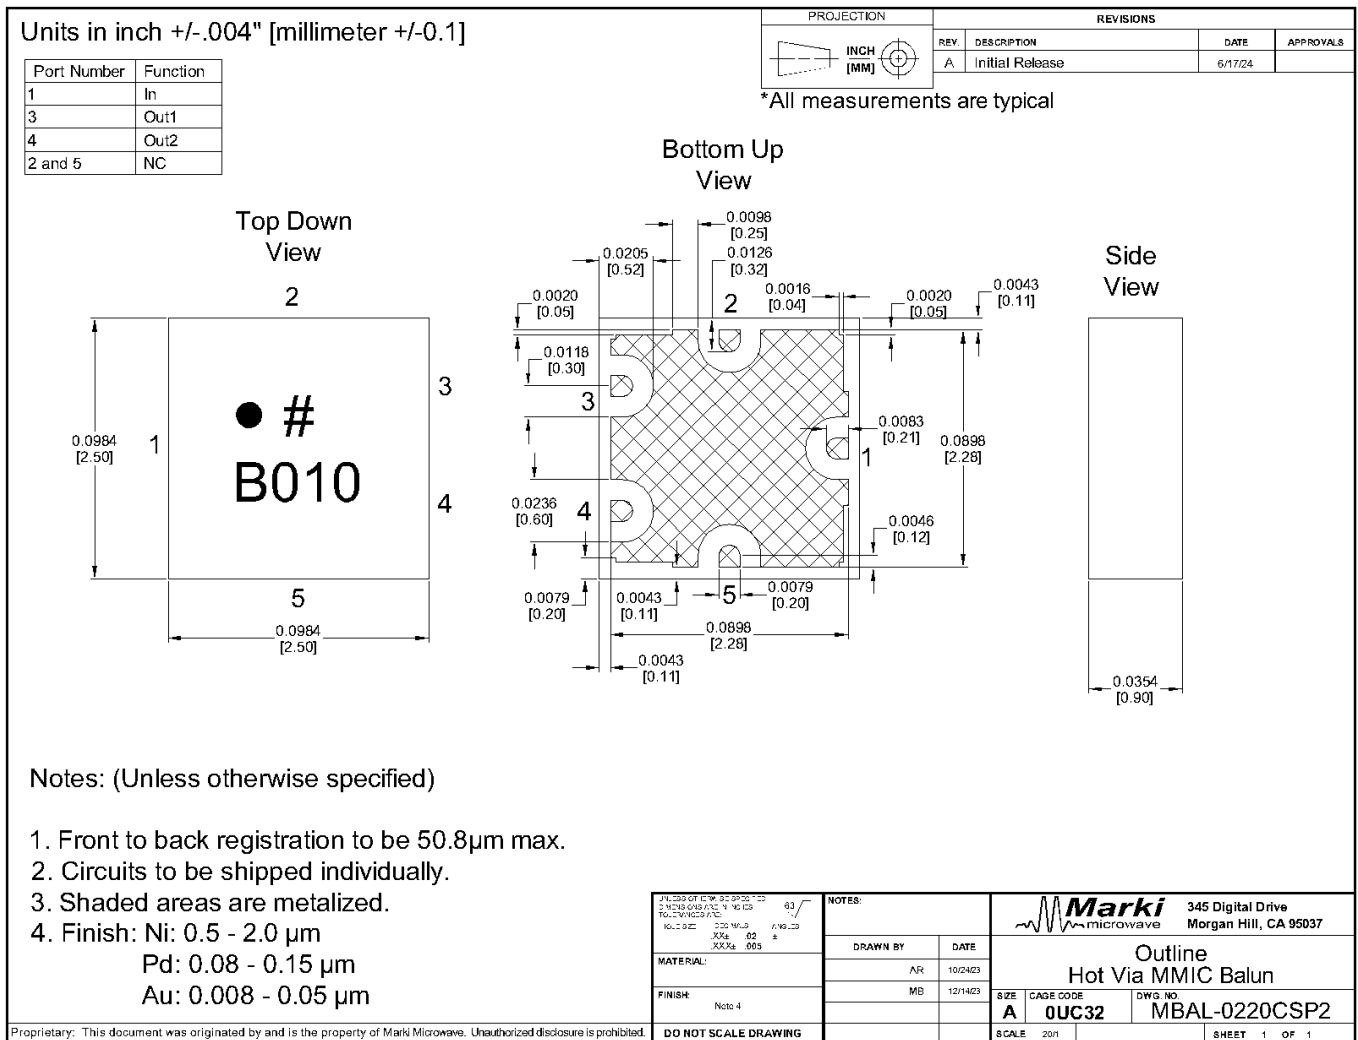 Units in inch +/-.004" [millimeter +/-0.1]
Port Number Function
1 In
3 Out1
4 Out2
2 and 5 NC
PROJECTION
INCH
[MM]
REVISIONS
REV. DESCRIPTION DATE APPROVALS
A Initial Release 6/17/24
*All measurements are typical
Top Down
View
2
3
1
4
5
● #
B010
0.0984
[2.50]
0.0984
[2.50]
Bottom Up
View
0.0098
[0.25]
0.0205
[0.52]
0.0126
[0.32]
0.0020
[0.05]
2
0.0016
[0.04]
0.0020
[0.05]
0.0043
[0.11]
0.0118
[0.30]
3
0.0083
[0.21]
0.0898
[2.28]
1
0.0236
[0.60]
4
0.0046
[0.12]
0.0079
[0.20]
0.0043
[0.11]
5
0.0079
[0.20]
0.0898
[2.28]
0.0043
[0.11]
Side
View
0.0354
[0.90]
Notes: (Unless otherwise specified)
1. Front to back registration to be 50.8µm max.
2. Circuits to be shipped individually.
3. Shaded areas are metalized.
4. Finish: Ni: 0.5 - 2.0 µm
Pd: 0.08 - 0.15 µm
Au: 0.008 - 0.05 µm
Proprietary: This document was originated by and is the property of Marki Microwave. Unauthorized disclosure is prohibited.
63
.XX± .02 ±
.XXX± .005
MATERIAL:
FINISH:
Note 4
DO NOT SCALE DRAWING
NOTES:
DRAWN BY DATE
AR 10/24/23
MB 12/14/23
Marki
microwave
345 Digital Drive
Morgan Hill, CA 95037
Outline
Hot Via MMIC Balun
SIZE CAGE CODE DWG. NO.
A 0UC32 MBAL-0220CSP2
SCALE 20/1 SHEET 1 OF 1